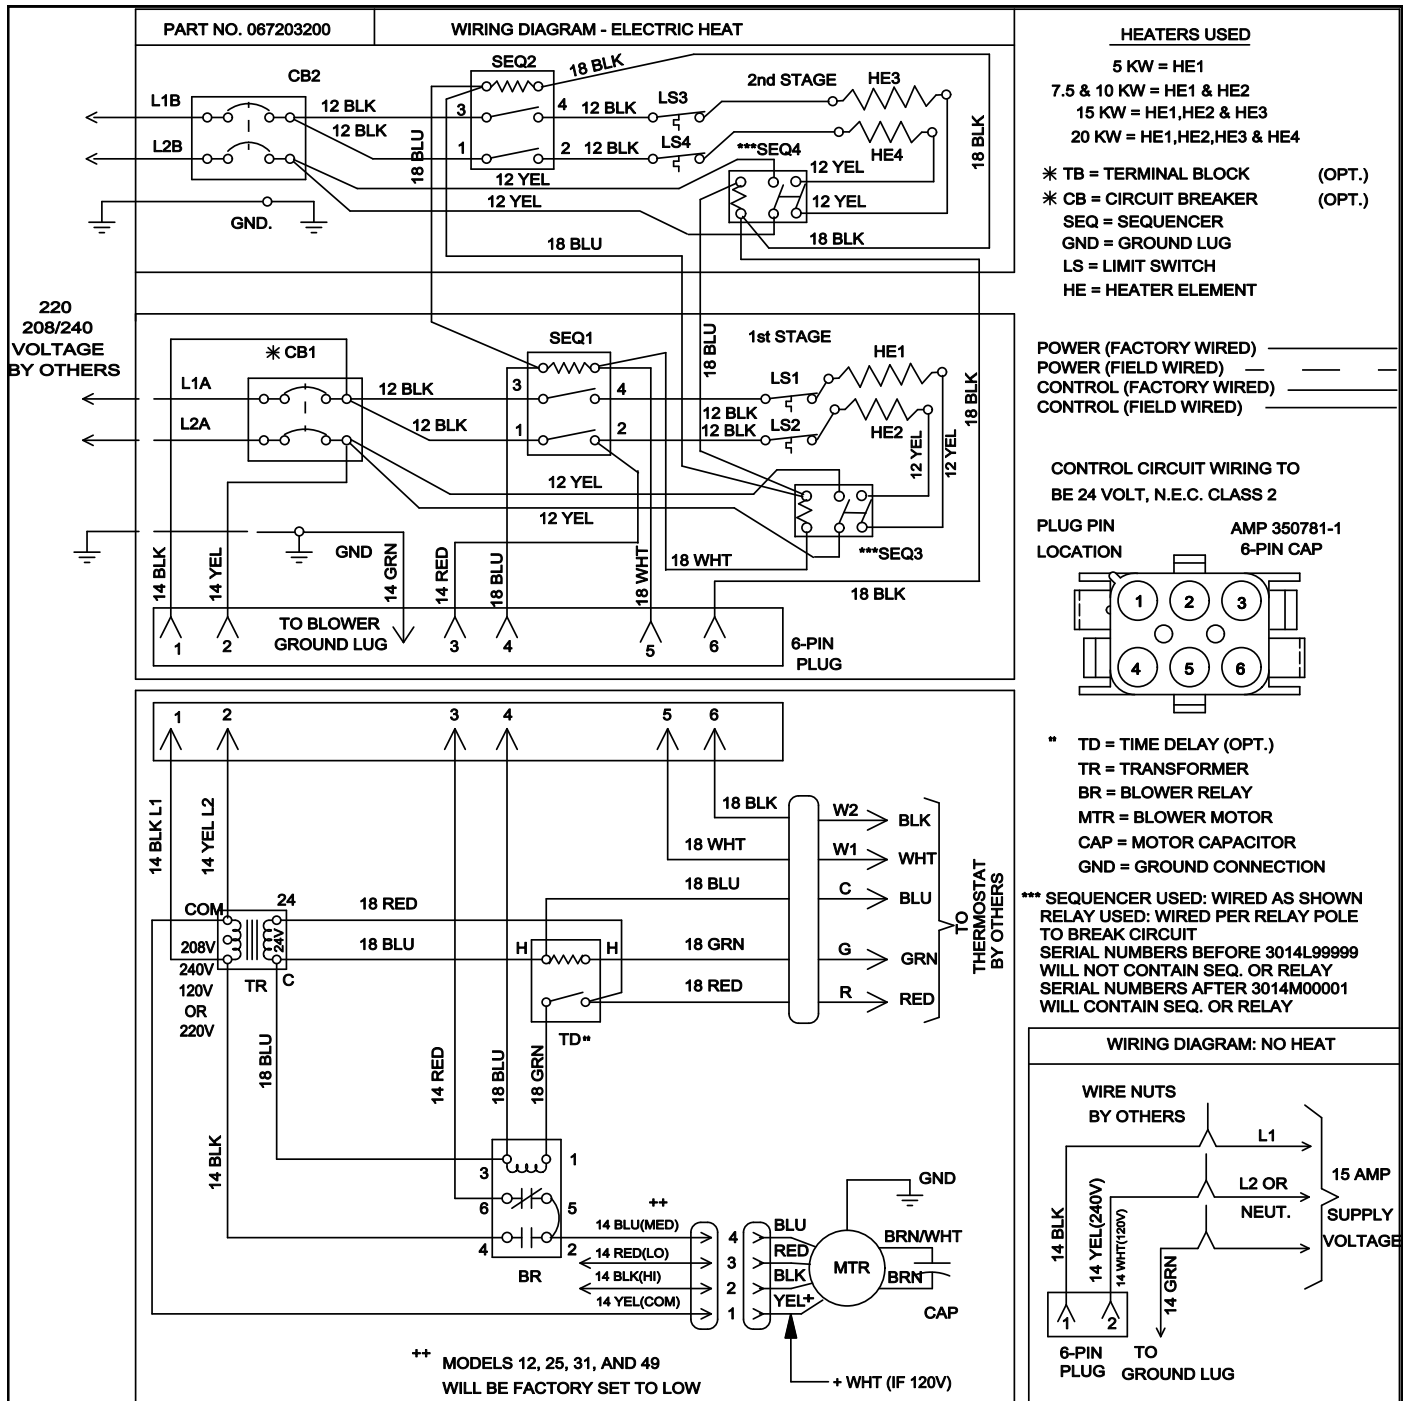 PART NO. 067203200
WIRING DIAGRAM - ELECTRIC HEAT
SEQ2
18 BLK
CB2
2nd STAGE
HE3
L1B
12 BLK
3
4
12 BLK
LS3
12 BLK
18 BLU
18 BLK
L2B
1
2
12 BLK
LS4
HE4
***SEQ4
12 YEL
12 YEL
12 YEL
12 YEL
GND.
18 BLU
18 BLK
220
208/240
VOLTAGE
BY OTHERS
SEQ1
1st STAGE
18 BLU
✳ CB1
HE1
L1A
12 BLK
3
4
LS1
18 BLK
12 BLK
L2A
12 BLK
1
2
12 BLK
LS2
HE2
12 YEL
12 YEL
12 YEL
12 YEL
GND
14 BLK
14 YEL
14 GRN
14 RED
18 BLU
18 WHT
18 WHT
***SEQ3
18 BLK
TO BLOWER
GROUND LUG
1
2
3
4
5
6
6-PIN
PLUG
1
2
3
4
5
6
14 BLK L1
14 YEL L2
18 BLK
W2
BLK
18 WHT
W1
WHT
18 BLU
C
BLU
TO
THERMOSTAT
BY OTHERS
COM
24
18 RED
208V
24V
18 BLU
H
H
18 GRN
G
GRN
240V
TR
C
120V
OR
220V
18 RED
R
RED
TD**
18 BLU
14 RED
18 BLU
18 GRN
14 BLK
3
1
6
5
4
2
BR
++
14 BLU(MED)
14 RED(LO)
14 BLK(HI)
14 YEL(COM)
4
3
2
1
BLU
RED
BLK
YEL+
MTR
GND
BRN/WHT
BRN
CAP
+ WHT (IF 120V)
++ MODELS 12, 25, 31, AND 49
WILL BE FACTORY SET TO LOW
HEATERS USED
5 KW = HE1
7.5 & 10 KW = HE1 & HE2
15 KW = HE1,HE2 & HE3
20 KW = HE1,HE2,HE3 & HE4
✳ TB = TERMINAL BLOCK (OPT.)
✳ CB = CIRCUIT BREAKER (OPT.)
SEQ = SEQUENCER
GND = GROUND LUG
LS = LIMIT SWITCH
HE = HEATER ELEMENT
POWER (FACTORY WIRED)
POWER (FIELD WIRED)
CONTROL (FACTORY WIRED)
CONTROL (FIELD WIRED)
CONTROL CIRCUIT WIRING TO
BE 24 VOLT, N.E.C. CLASS 2
PLUG PIN
LOCATION
AMP 350781-1
6-PIN CAP
1
2
3
4
5
6
** TD = TIME DELAY (OPT.)
TR = TRANSFORMER
BR = BLOWER RELAY
MTR = BLOWER MOTOR
CAP = MOTOR CAPACITOR
GND = GROUND CONNECTION
*** SEQUENCER USED: WIRED AS SHOWN
RELAY USED: WIRED PER RELAY POLE
TO BREAK CIRCUIT
SERIAL NUMBERS BEFORE 3014L99999
WILL NOT CONTAIN SEQ. OR RELAY
SERIAL NUMBERS AFTER 3014M00001
WILL CONTAIN SEQ. OR RELAY
WIRING DIAGRAM: NO HEAT
WIRE NUTS
BY OTHERS
L1
L2 OR
NEUT.
15 AMP
SUPPLY
VOLTAGE
14 BLK
14 YEL(240V)
14 WHT(120V)
14 GRN
1
2
6-PIN
PLUG
TO
GROUND LUG